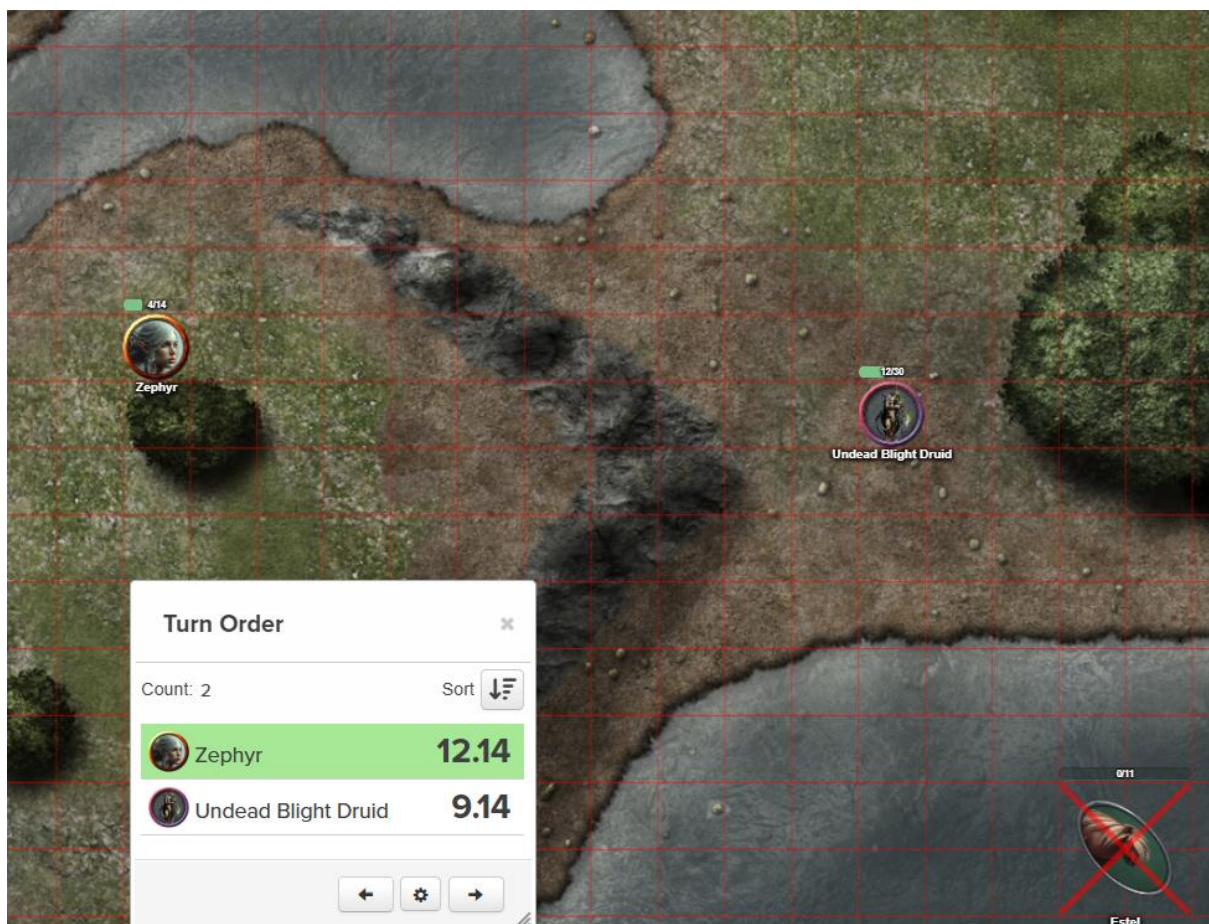 4/14
Zephyr
12/30
Undead Blight Druid
Turn Order
Count: 2
Sort
Zephyr 12.14
Undead Blight Druid 9.14
0/11
Estel